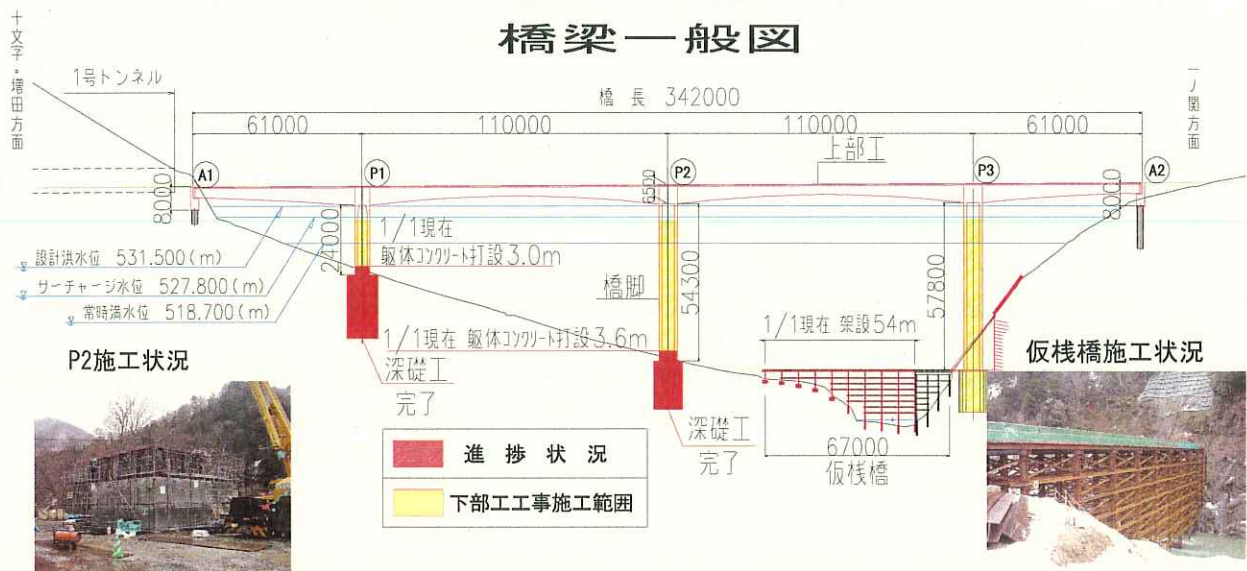 橋梁一般図
十文字・増田方面
1号トンネル
一ノ関方面
橋 長 342000
61000
110000
110000
61000
上部工
A1
P1
P2
P3
A2
8000
6500
8000
24000
1/1現在
躯体コンクリート打設3.0m
54300
57800
設計洪水位 531.500(m)
サーチャージ水位 527.800(m)
常時満水位 518.700(m)
橋脚
1/1現在 躯体コンクリート打設3.6m
1/1現在 架設54m
深礎工
完了
深礎工
完了
67000
仮桟橋
P2施工状況
仮桟橋施工状況
進 捗 状 況
下部工工事施工範囲